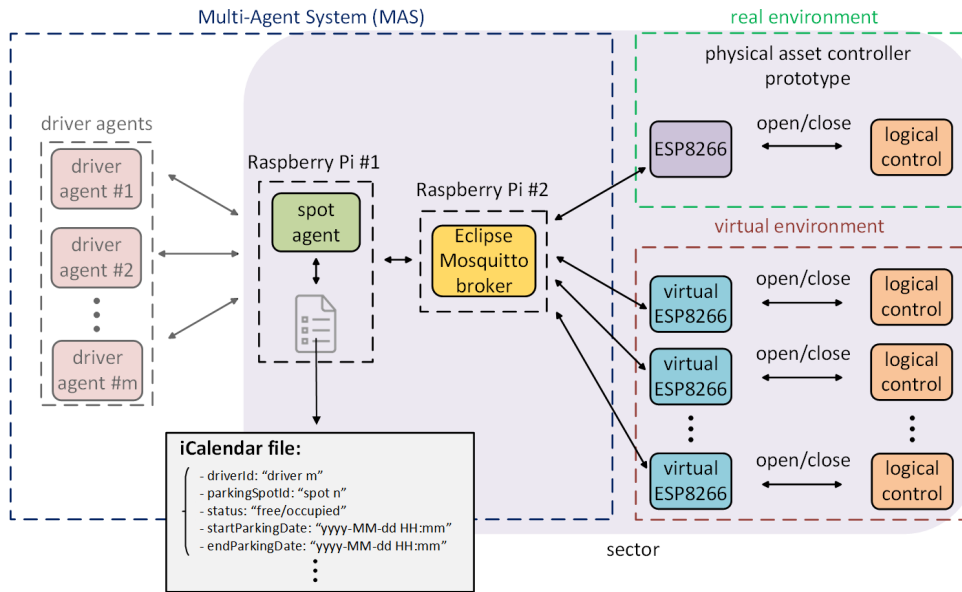 Multi-Agent System (MAS)
real environment
physical asset controller
prototype
driver agents
driver
agent #1
driver
agent #2
driver
agent #m
Raspberry Pi #1
spot
agent
Raspberry Pi #2
Eclipse
Mosquitto
broker
ESP8266
open/close
logical
control
virtual environment
virtual
ESP8266
open/close
logical
control
virtual
ESP8266
open/close
logical
control
virtual
ESP8266
open/close
logical
control
iCalendar file:
- driverId: “driver m”
- parkingSpotId: “spot n”
- status: “free/occupied”
- startParkingDate: “yyyy-MM-dd HH:mm”
- endParkingDate: “yyyy-MM-dd HH:mm”
sector